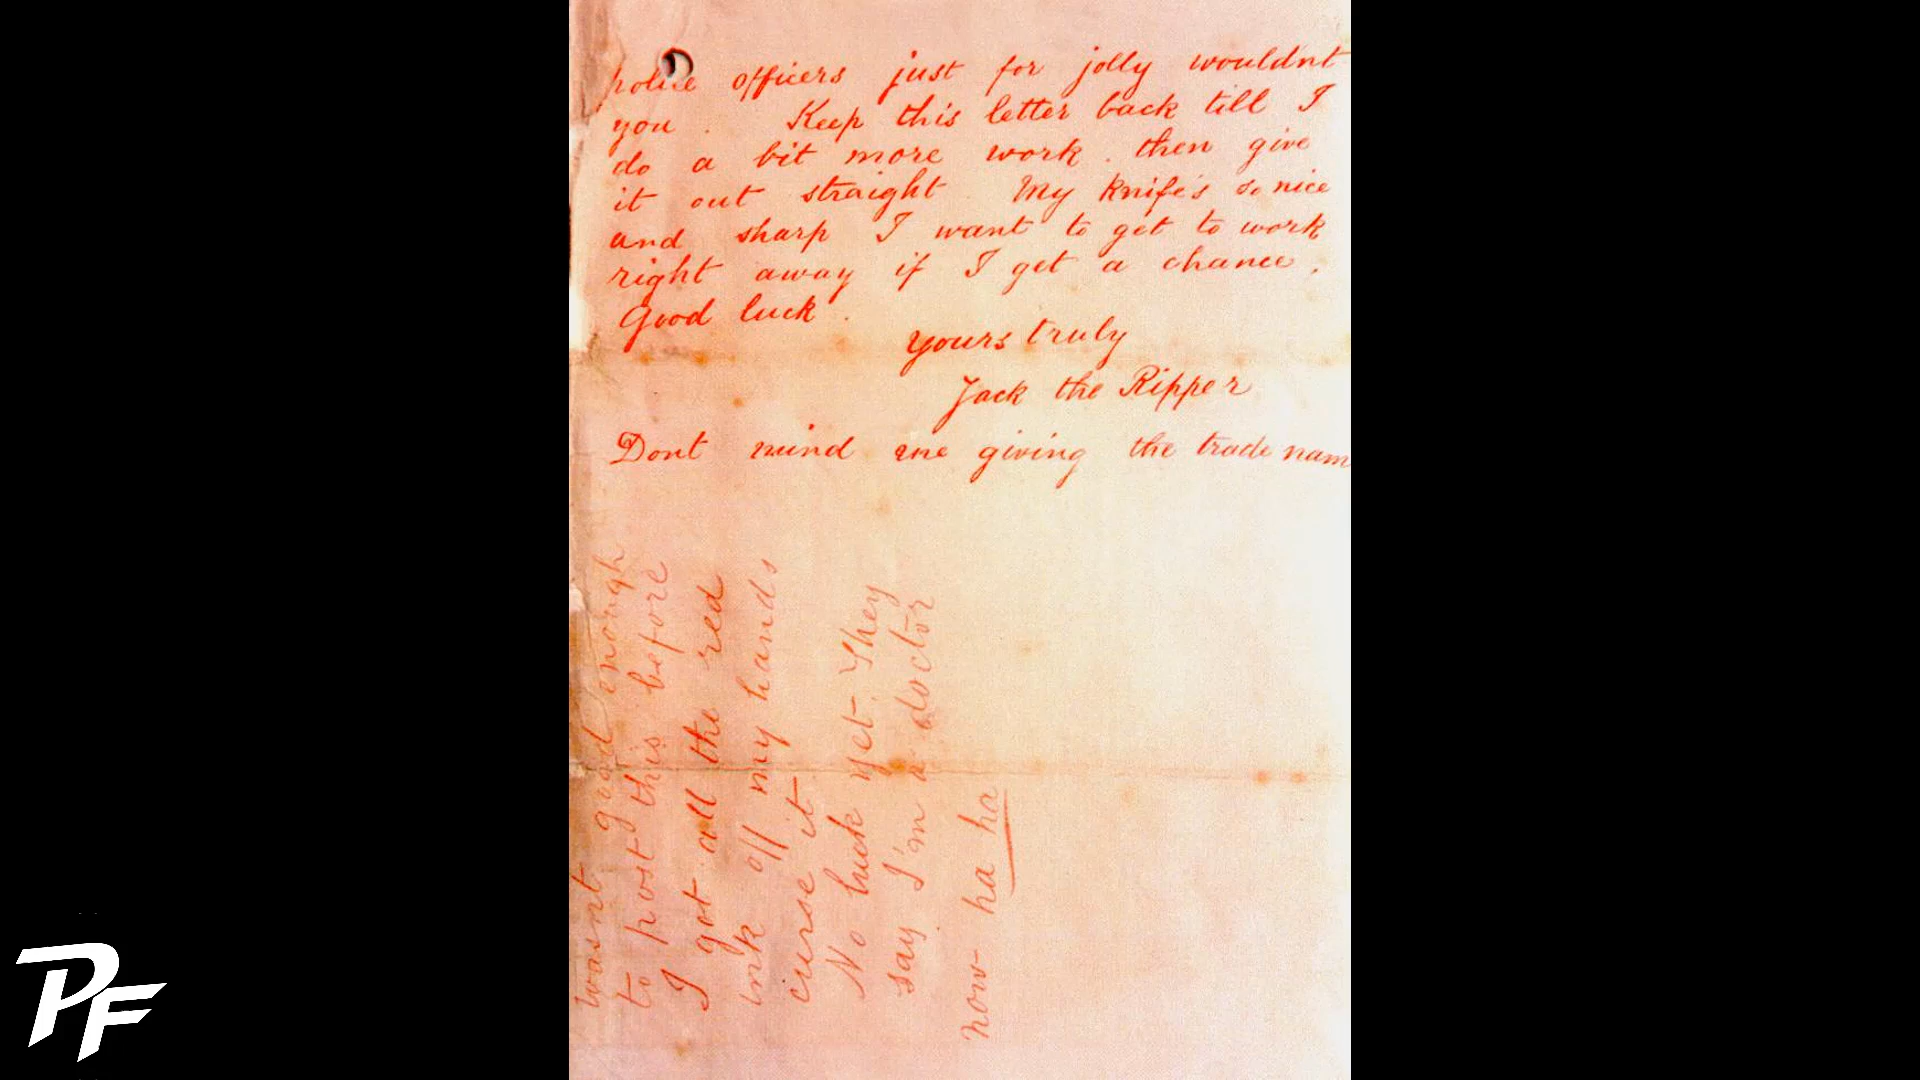 police officers just for jolly wouldnt
you . Keep this letter back till I
do a bit more work . then give
it out straight My knife's so nice
and sharp I want to get to work
right away if I get a chance .
Good luck .
yours truly
Jack the Ripper
Dont mind me giving the trade nam
wasnt good enough
to post this before
I got all the red
ink off my hands
curse it
No luck yet. They
say I'm a doctor
now ha ha
PF